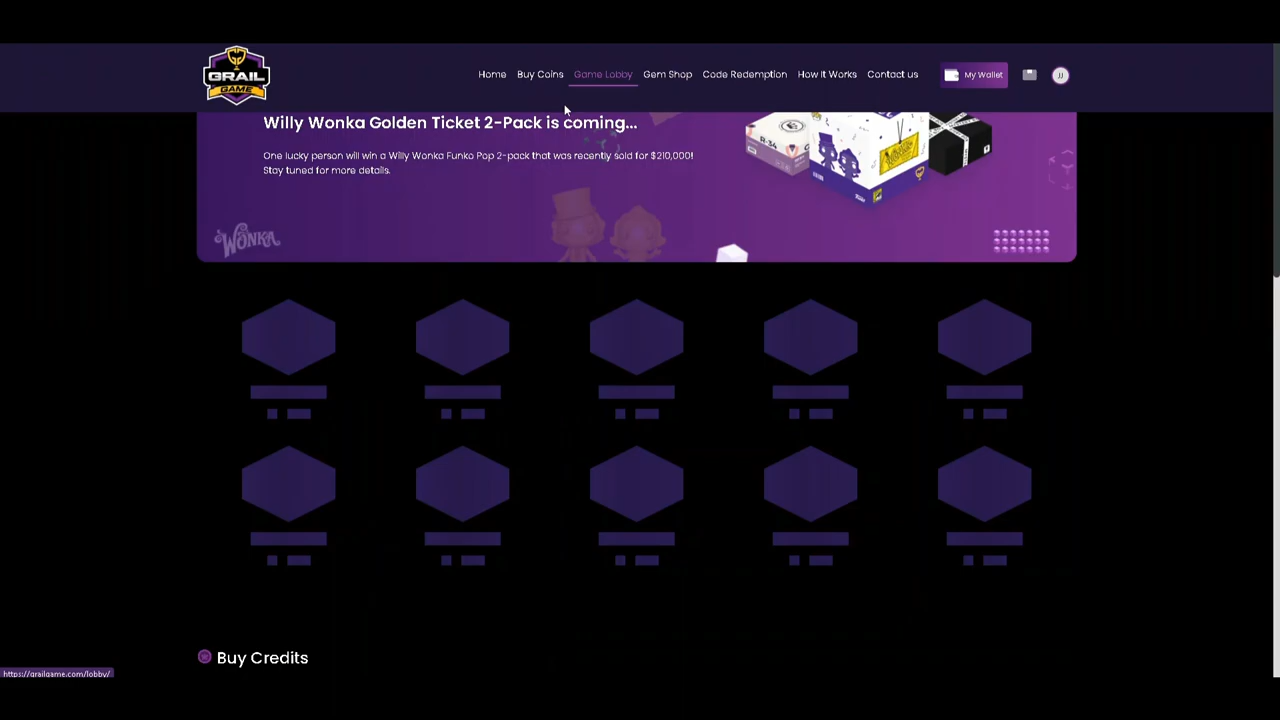 GRAIL
GAME
Home Buy Coins Game Lobby Gem Shop Code Redemption How It Works Contact us My Wallet JJ
Willy Wonka Golden Ticket 2-Pack is coming...
One lucky person will win a Willy Wonka Funko Pop 2-pack that was recently sold for $210,000!
Stay tuned for more details.
WONKA
Buy Credits
https://grailgame.com/lobby/